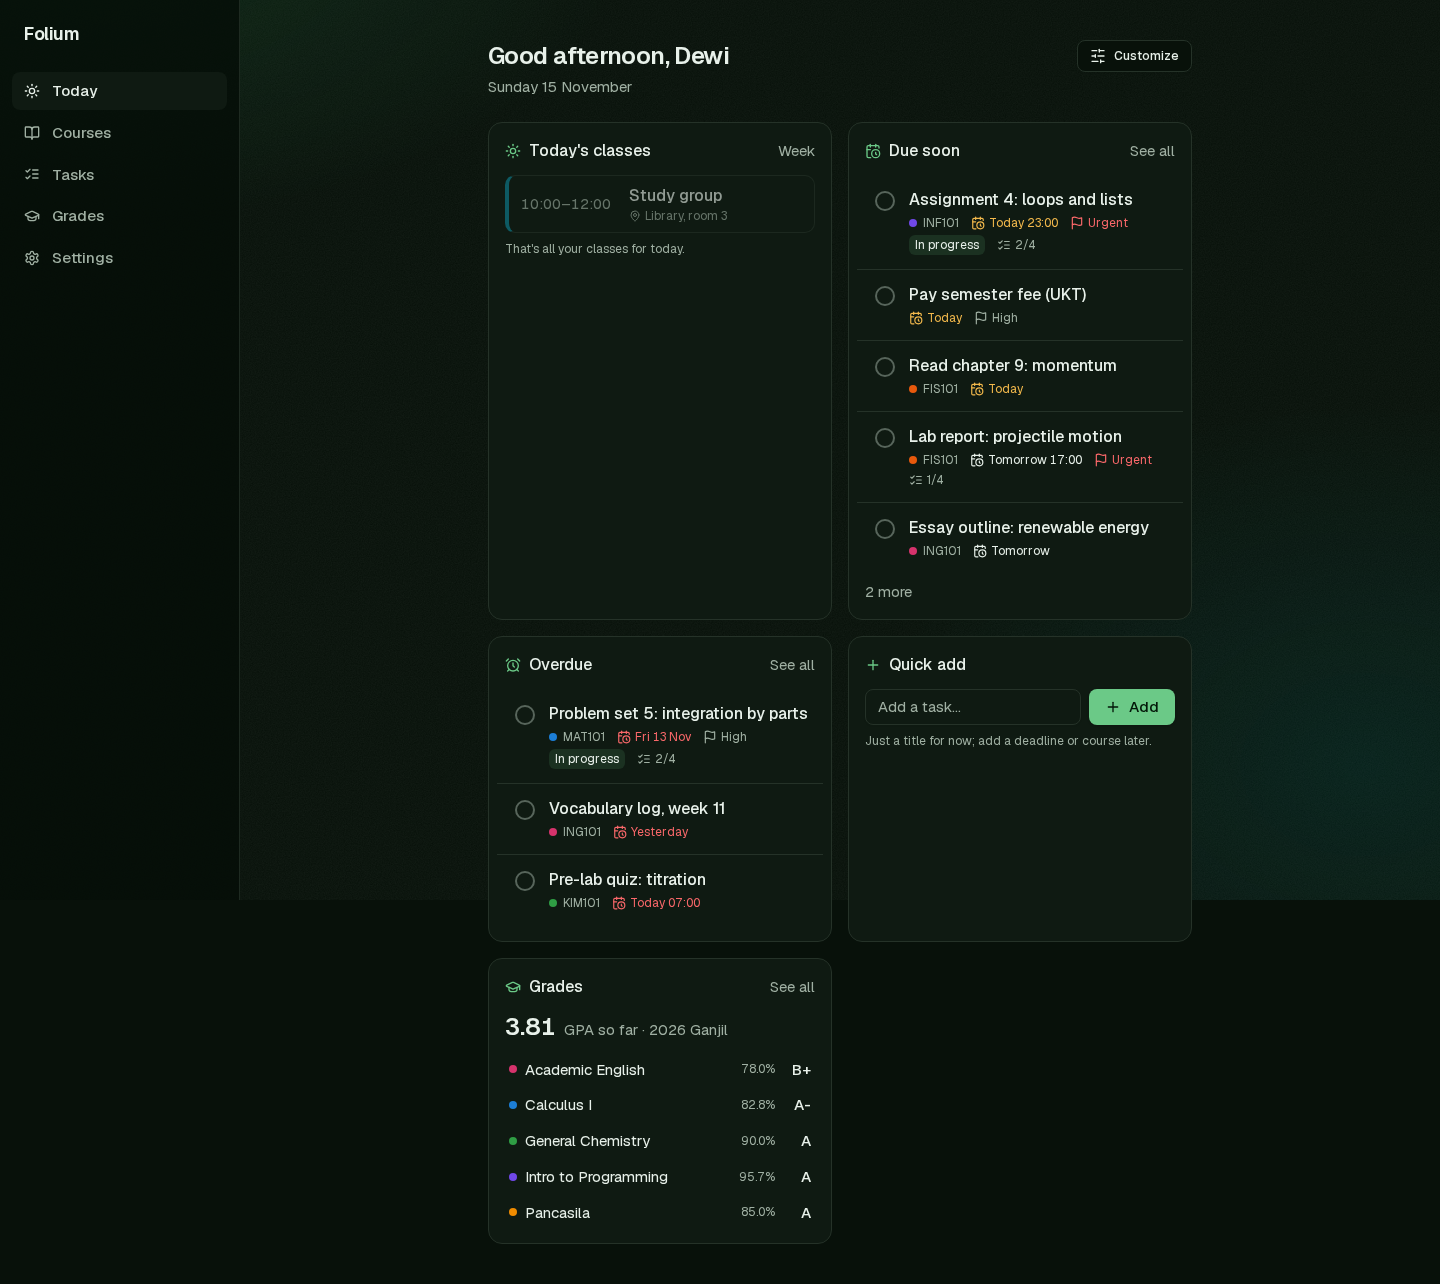 Folium
Today
Courses
Tasks
Grades
Settings
Good afternoon, Dewi
Customize
Sunday 15 November
Today's classes
Week
10:00–12:00
Study group
Library, room 3
That's all your classes for today.
Due soon
See all
Assignment 4: loops and lists
INF101 Today 23:00 Urgent
In progress 2/4
Pay semester fee (UKT)
Today High
Read chapter 9: momentum
FIS101 Today
Lab report: projectile motion
FIS101 Tomorrow 17:00 Urgent
1/4
Essay outline: renewable energy
ING101 Tomorrow
2 more
Overdue
See all
Problem set 5: integration by parts
MAT101 Fri 13 Nov High
In progress 2/4
Vocabulary log, week 11
ING101 Yesterday
Pre-lab quiz: titration
KIM101 Today 07:00
Quick add
Add a task...
Add
Just a title for now; add a deadline or course later.
Grades
See all
3.81 GPA so far · 2026 Ganjil
Academic English 78.0% B+
Calculus I 82.8% A-
General Chemistry 90.0% A
Intro to Programming 95.7% A
Pancasila 85.0% A